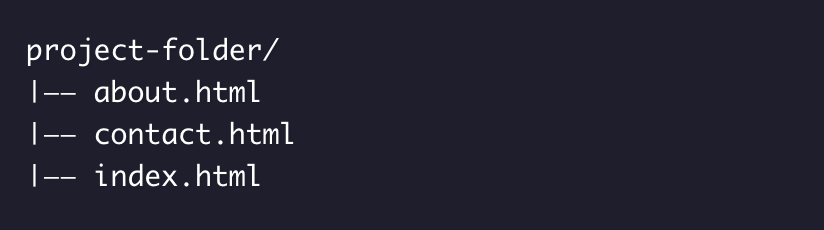 project-folder/
|—— about.html
|—— contact.html
|—— index.html